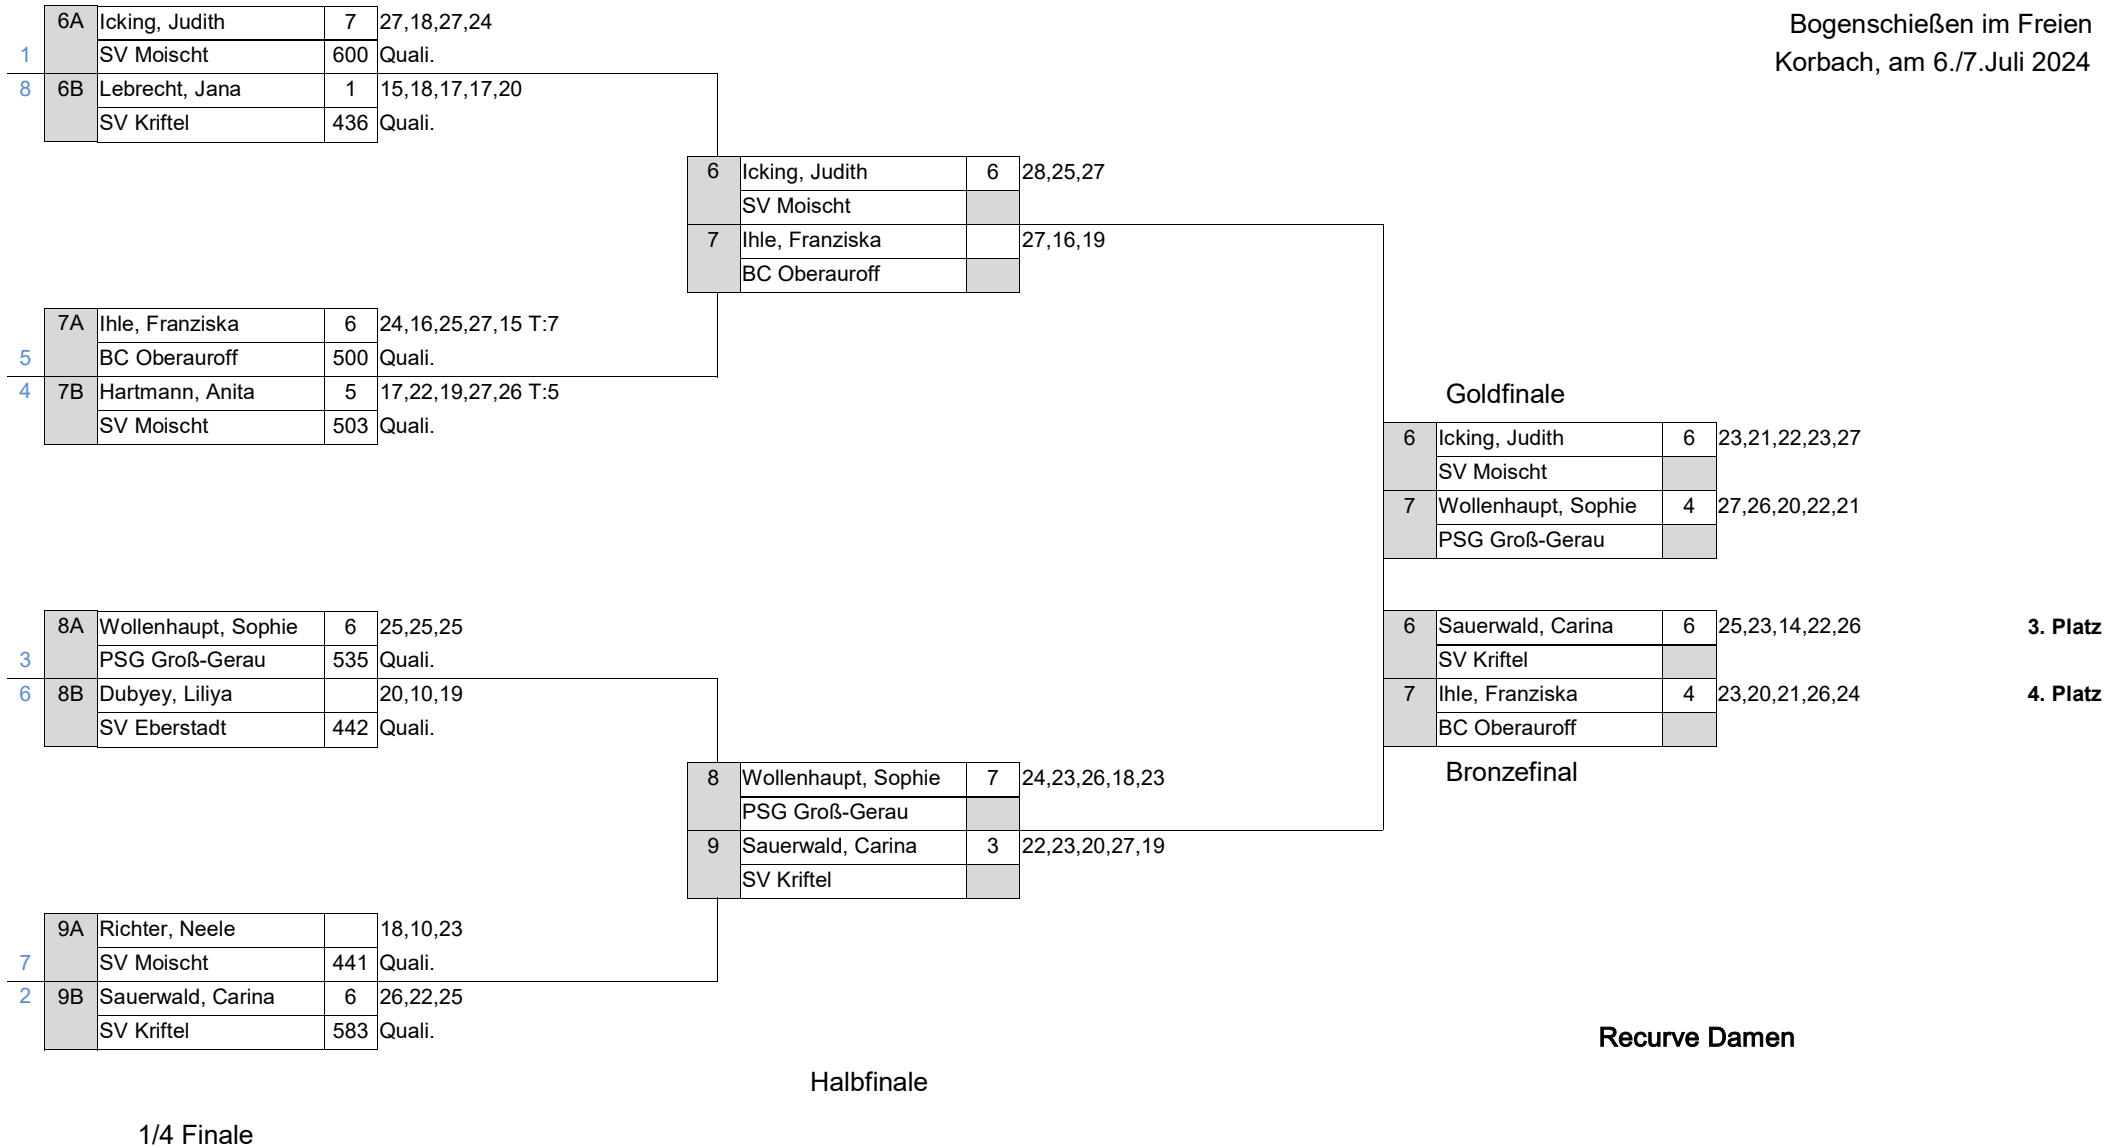 Bogenschießen im Freien
Korbach, am 6./7.Juli 2024
6A Icking, Judith 7 27,18,27,24
1 SV Moischt 600 Quali.
8 6B Lebrecht, Jana 1 15,18,17,17,20
SV Kriftel 436 Quali.
6 Icking, Judith 6 28,25,27
SV Moischt
7 Ihle, Franziska 27,16,19
BC Oberauroff
7A Ihle, Franziska 6 24,16,25,27,15 T:7
5 BC Oberauroff 500 Quali.
4 7B Hartmann, Anita 5 17,22,19,27,26 T:5
SV Moischt 503 Quali.
Goldfinale
6 Icking, Judith 6 23,21,22,23,27
SV Moischt
7 Wollenhaupt, Sophie 4 27,26,20,22,21
PSG Groß-Gerau
8A Wollenhaupt, Sophie 6 25,25,25
3 PSG Groß-Gerau 535 Quali.
6 8B Dubyey, Liliya 20,10,19
SV Eberstadt 442 Quali.
6 Sauerwald, Carina 6 25,23,14,22,26 3. Platz
SV Kriftel
7 Ihle, Franziska 4 23,20,21,26,24 4. Platz
BC Oberauroff
Bronzefinal
8 Wollenhaupt, Sophie 7 24,23,26,18,23
PSG Groß-Gerau
9 Sauerwald, Carina 3 22,23,20,27,19
SV Kriftel
9A Richter, Neele 18,10,23
7 SV Moischt 441 Quali.
2 9B Sauerwald, Carina 6 26,22,25
SV Kriftel 583 Quali.
Recurve Damen
Halbfinale
1/4 Finale